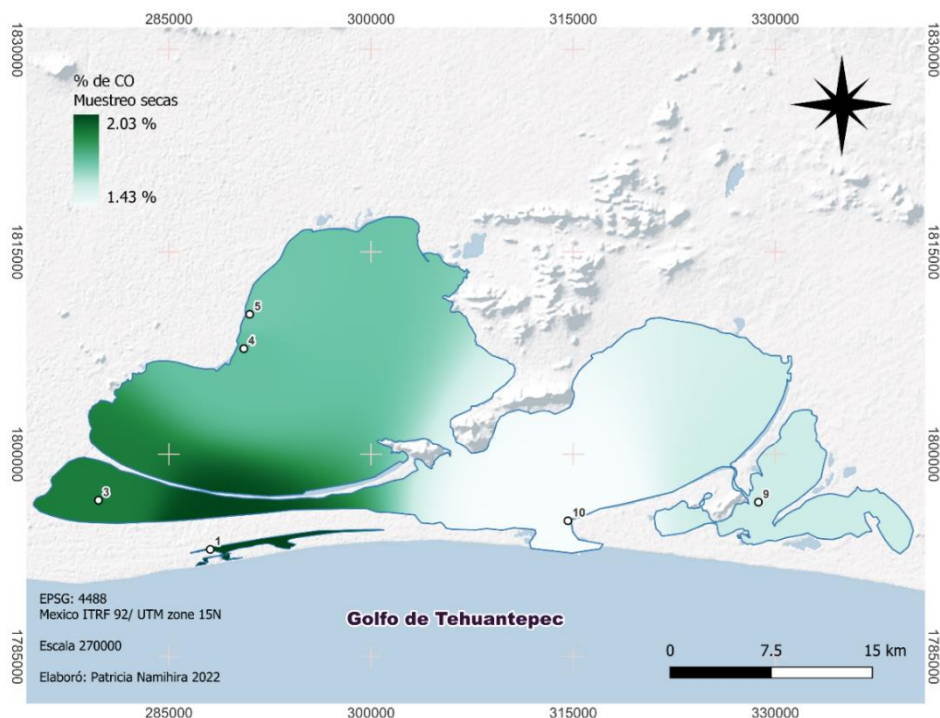 285000 300000 315000 330000
1830000 1830000
% de CO
Muestreo secas
2.03 %
1.43 %
1815000 1815000
5
4
1800000 1800000
3
9
10
1
EPSG: 4488
Mexico ITRF 92/ UTM zone 15N
Golfo de Tehuantepec
Escala 270000
0 7.5 15 km
1785000 1785000
Elaboró: Patricia Namihira 2022
285000 300000 315000 330000